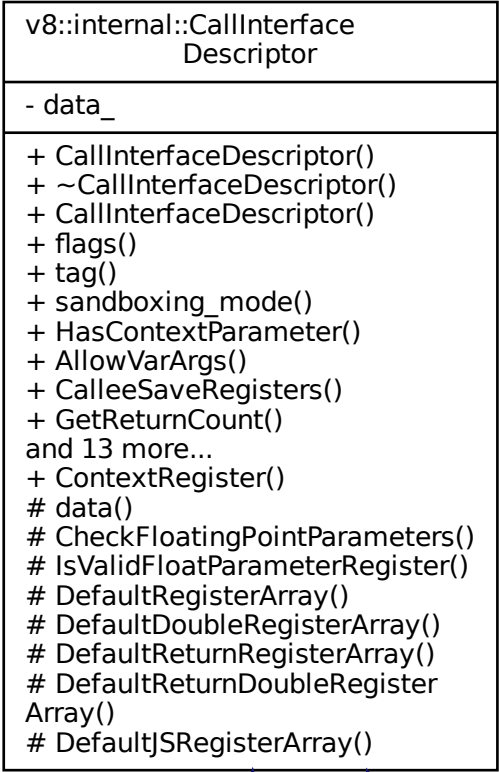 v8::internal::CallInterface
Descriptor
- data_
+ CallInterfaceDescriptor()
+ ~CallInterfaceDescriptor()
+ CallInterfaceDescriptor()
+ flags()
+ tag()
+ sandboxing_mode()
+ HasContextParameter()
+ AllowVarArgs()
+ CalleeSaveRegisters()
+ GetReturnCount()
and 13 more...
+ ContextRegister()
# data()
# CheckFloatingPointParameters()
# IsValidFloatParameterRegister()
# DefaultRegisterArray()
# DefaultDoubleRegisterArray()
# DefaultReturnRegisterArray()
# DefaultReturnDoubleRegister
Array()
# DefaultJSRegisterArray()